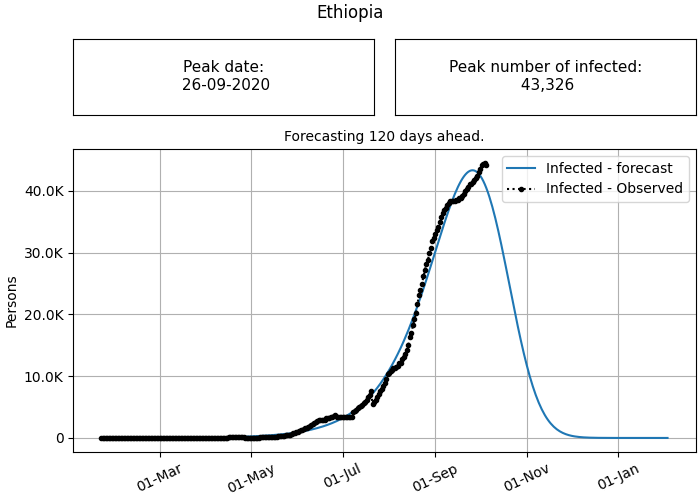 Ethiopia
Peak date:
26-09-2020
Peak number of infected:
43,326
Forecasting 120 days ahead.
Infected - forecast
Infected - Observed
40.0K
30.0K
20.0K
10.0K
0
Persons
01-Mar
01-May
01-Jul
01-Sep
01-Nov
01-Jan